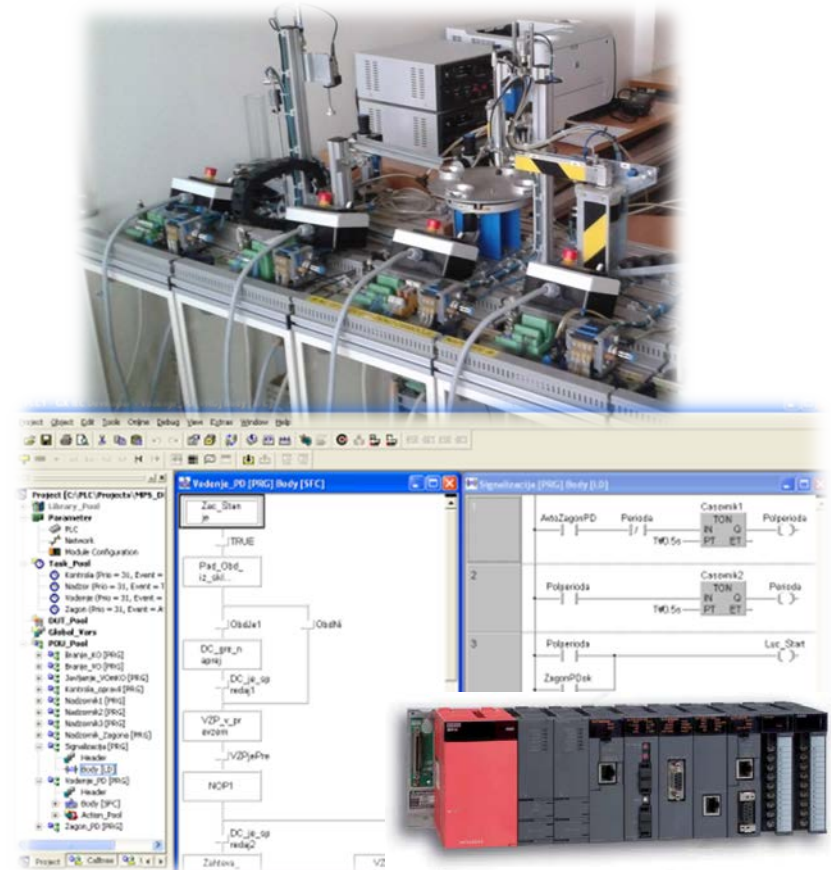 Object Edit Tools Online Debug View Extras Window Help
Project [C:\PLC\Projects\MPS_DI
Library_Pool
Parameter
PLC
Network
Module Configuration
Task_Pool
Kontrola (Prio = 31, Event =
Nadzor (Prio = 31, Event = T
Vodenje (Prio = 31, Event =
Zagon (Prio = 31, Event = A
DUT_Pool
Global_Vars
POU_Pool
Branje_KO [PRG]
Branje_VO [PRG]
Javljanje_VOinKO [PRG]
Kontrola_opravil [PRG]
Nadzornik1 [PRG]
Nadzornik2 [PRG]
Nadzornik3 [PRG]
Nadzornik_Zagona [PRG]
Signalizacija [PRG]
Header
Body [LD]
Vodenje_PD [PRG]
Header
Body [SFC]
Action_Pool
Zagon_PD [PRG]
Project Calltree
Vodenje_PD [PRG] Body [SFC]
Zac_Stan
je
TRUE
Pad_Obd_
iz_skl...
ObdJe1 ObdNi
DC_gre_n
aprej
DC_je_sp
redaj1
VZP_v_pr
evzem
VZPjePre
NOP1
DC_je_sp
redaj2
Zahteva_
VZ
Signalizacija [PRG] Body [LD]
1
AvtoZagonPD Perioda Casovnik1 Polperioda
TON
IN Q
T#0.5s PT ET
2
Casovnik2
Polperioda TON Perioda
IN Q
T#0.5s PT ET
3
Polperioda Luc_Start
ZagonPDok